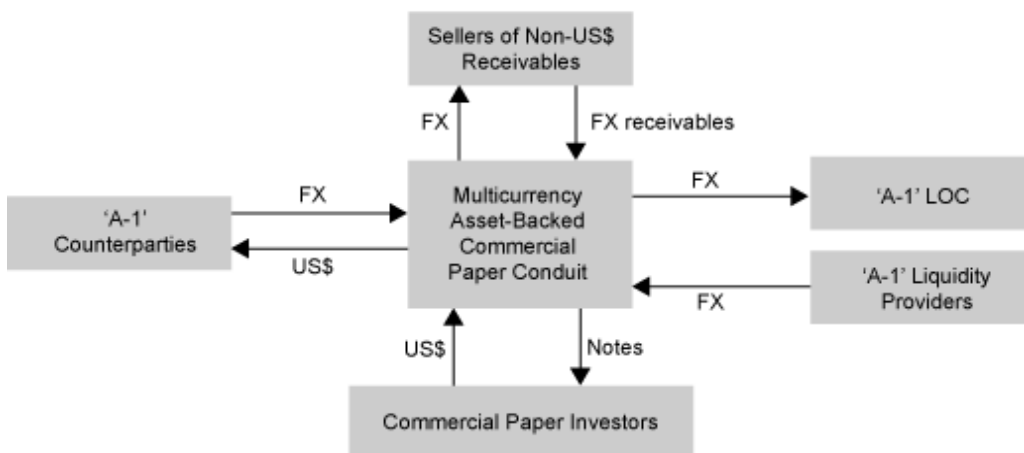 Sellers of Non-US$
Receivables
FX
FX receivables
Multicurrency
Asset-Backed
Commercial
Paper Conduit
FX
'A-1'
Counterparties
US$
FX
'A-1' LOC
FX
'A-1' Liquidity
Providers
US$
Notes
Commercial Paper Investors